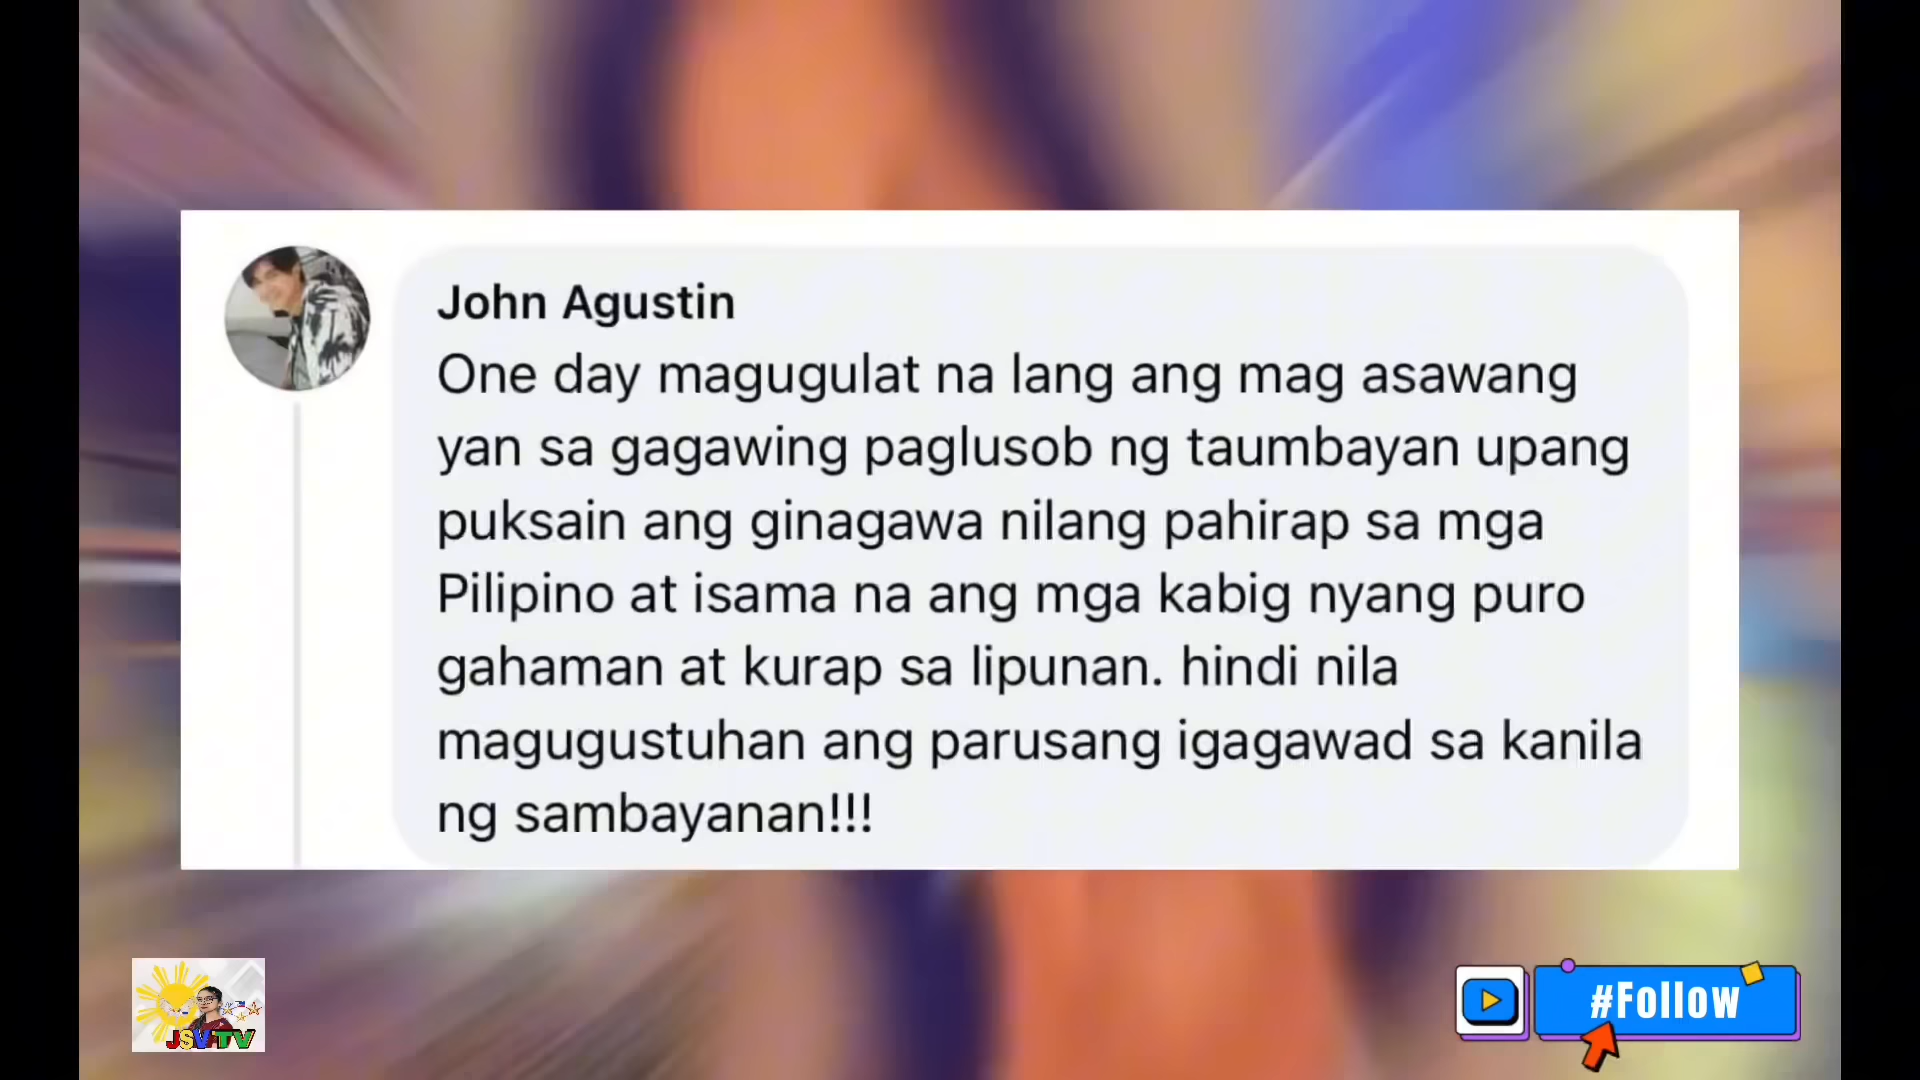 John Agustin
One day magugulat na lang ang mag asawang
yan sa gagawing paglusob ng taumbayan upang
puksain ang ginagawa nilang pahirap sa mga
Pilipino at isama na ang mga kabig nyang puro
gahaman at kurap sa lipunan. hindi nila
magugustuhan ang parusang igagawad sa kanila
ng sambayanan!!!
JSV TV
#Follow